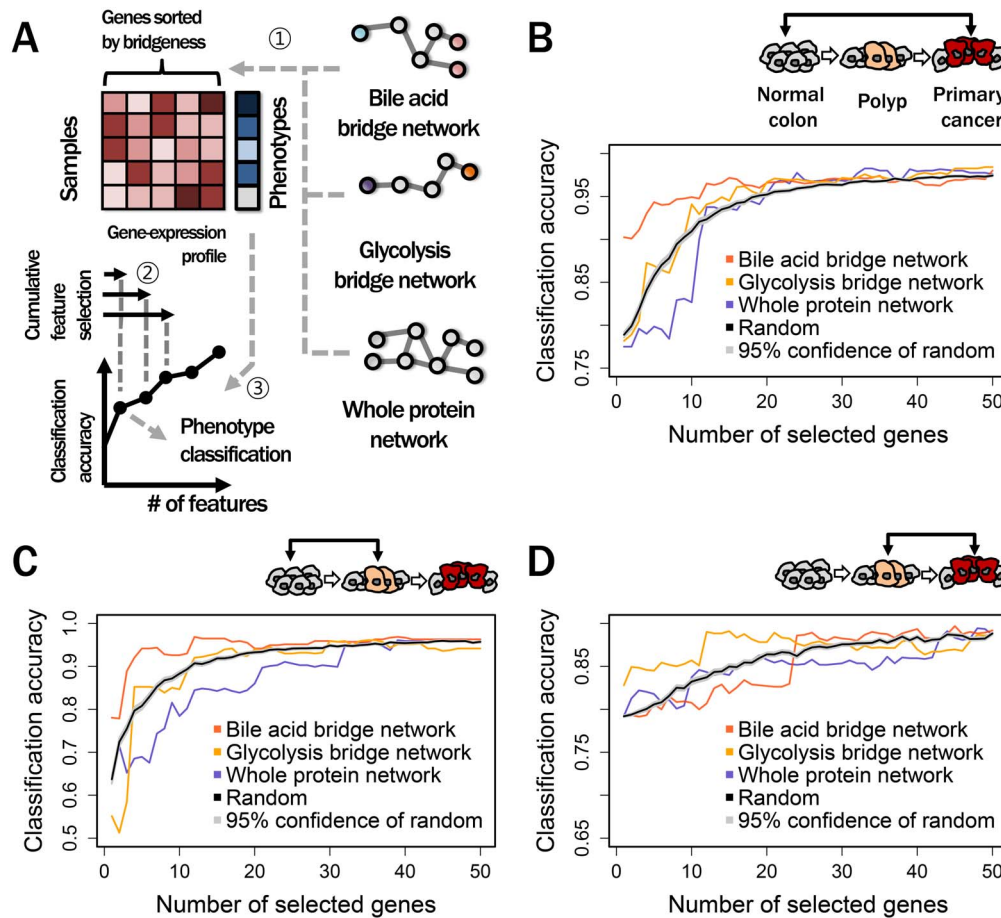 A
Genes sorted
by bridgeness
①
Samples
Phenotypes
Gene-expression
profile
Bile acid
bridge network
Glycolysis
bridge network
Whole protein
network
Cumulative
feature
selection
②
③
Classification
accuracy
Phenotype
classification
# of features
B
Normal
colon
Polyp
Primary
cancer
Classification accuracy
0.95
0.85
0.75
Bile acid bridge network
Glycolysis bridge network
Whole protein network
Random
95% confidence of random
0 10 20 30 40 50
Number of selected genes
C
Classification accuracy
1.0
0.9
0.8
0.7
0.6
0.5
Bile acid bridge network
Glycolysis bridge network
Whole protein network
Random
95% confidence of random
0 10 20 30 40 50
Number of selected genes
D
Classification accuracy
0.85
0.75
0.65
Bile acid bridge network
Glycolysis bridge network
Whole protein network
Random
95% confidence of random
0 10 20 30 40 50
Number of selected genes